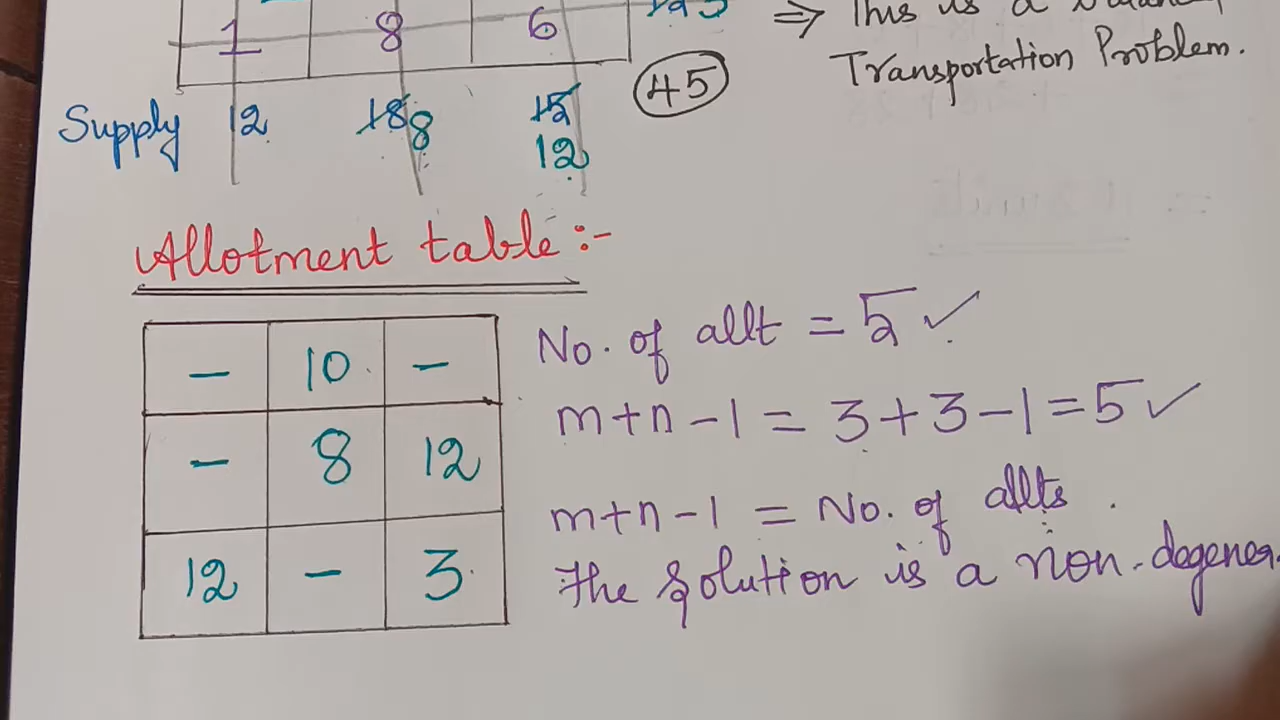 1 8 6
⇒ This is a
Transportation Problem.
45
Supply 12 18 8 15
12
Allotment table :-
- 10 -
- 8 12
12 - 3
No. of allt = 5 ✓
m+n-1 = 3+3-1 = 5 ✓
m+n-1 = No. of allts.
The solution is a non-degener